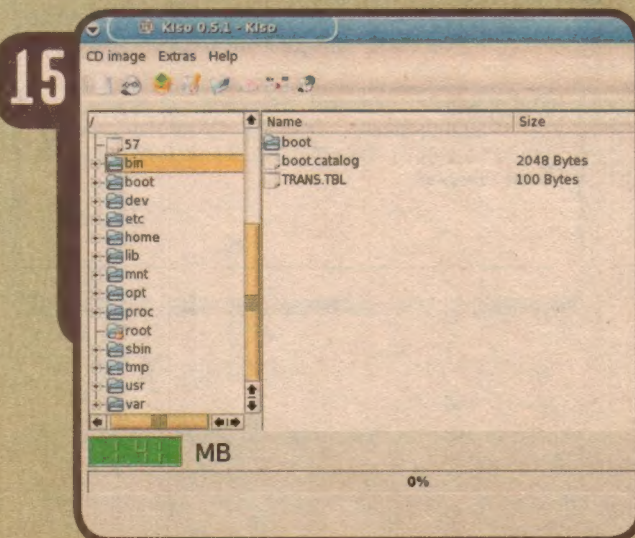 15
Kiso 0.5.1 - Kiso
CD image Extras Help
/
Name Size
57
bin
boot
dev
etc
home
lib
mnt
opt
proc
root
sbin
tmp
usr
var
boot
boot.catalog 2048 Bytes
TRANS.TBL 100 Bytes
1.41 MB
0%